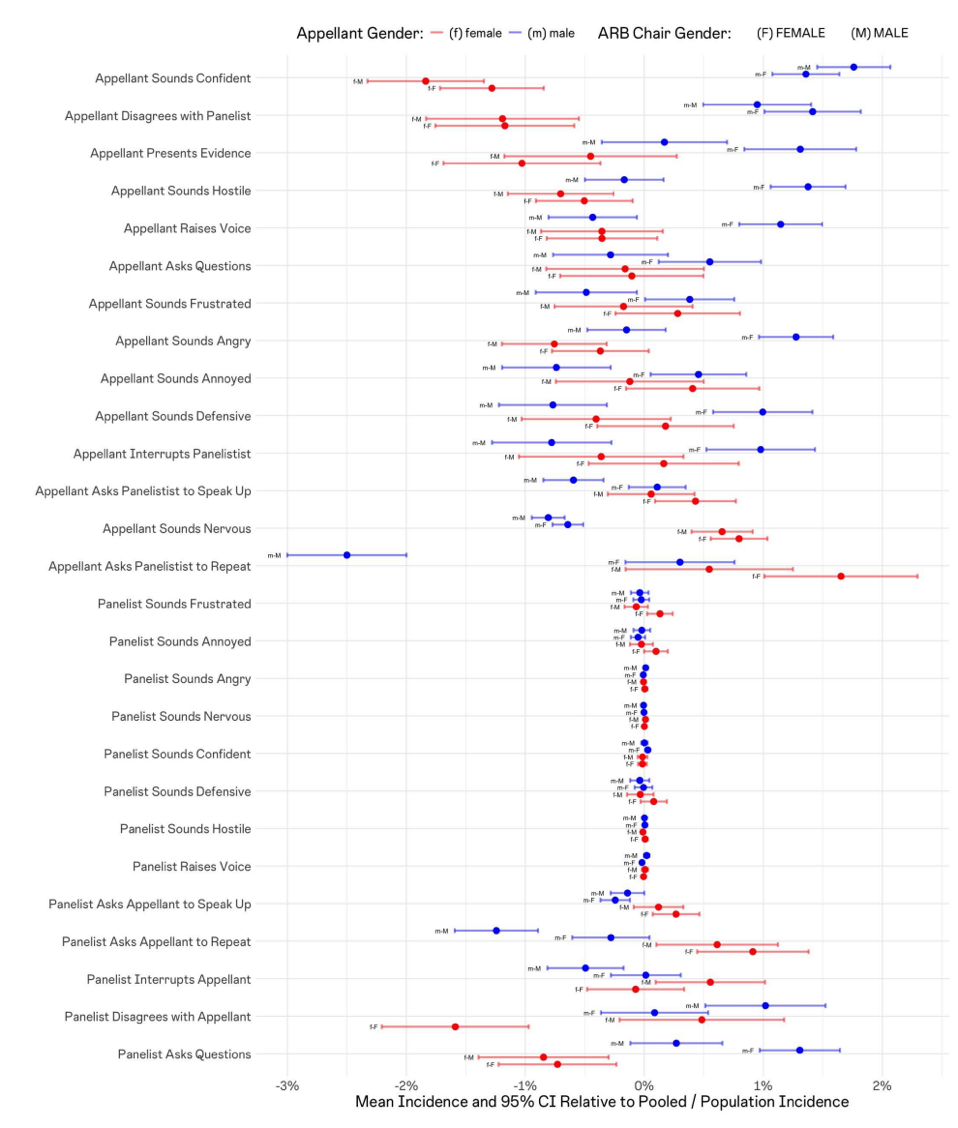 Appellant Gender: (f) female (m) male ARB Chair Gender: (F) FEMALE (M) MALE
Appellant Sounds Confident m-M m-F f-M f-F
Appellant Disagrees with Panelist m-M m-F f-M f-F
Appellant Presents Evidence m-M m-F f-M f-F
Appellant Sounds Hostile m-M m-F f-M f-F
Appellant Raises Voice m-M m-F f-M f-F
Appellant Asks Questions m-M m-F f-M f-F
Appellant Sounds Frustrated m-M m-F f-M f-F
Appellant Sounds Angry m-M m-F f-M f-F
Appellant Sounds Annoyed m-M m-F f-M f-F
Appellant Sounds Defensive m-M m-F f-M f-F
Appellant Interrupts Panelistist m-M m-F f-M f-F
Appellant Asks Panelistist to Speak Up m-M m-F f-M f-F
Appellant Sounds Nervous m-M m-F f-M f-F
Appellant Asks Panelistist to Repeat m-M m-F f-M f-F
Panelist Sounds Frustrated m-M m-F f-M f-F
Panelist Sounds Annoyed m-M m-F f-M f-F
Panelist Sounds Angry m-M m-F f-M f-F
Panelist Sounds Nervous m-M m-F f-M f-F
Panelist Sounds Confident m-M m-F f-M f-F
Panelist Sounds Defensive m-M m-F f-M f-F
Panelist Sounds Hostile m-M m-F f-M f-F
Panelist Raises Voice m-M m-F f-M f-F
Panelist Asks Appellant to Speak Up m-M m-F f-M f-F
Panelist Asks Appellant to Repeat m-M m-F f-M f-F
Panelist Interrupts Appellant m-M m-F f-M f-F
Panelist Disagrees with Appellant m-M m-F f-M f-F
Panelist Asks Questions m-M m-F f-M f-F
-3% -2% -1% 0% 1% 2%
Mean Incidence and 95% CI Relative to Pooled / Population Incidence